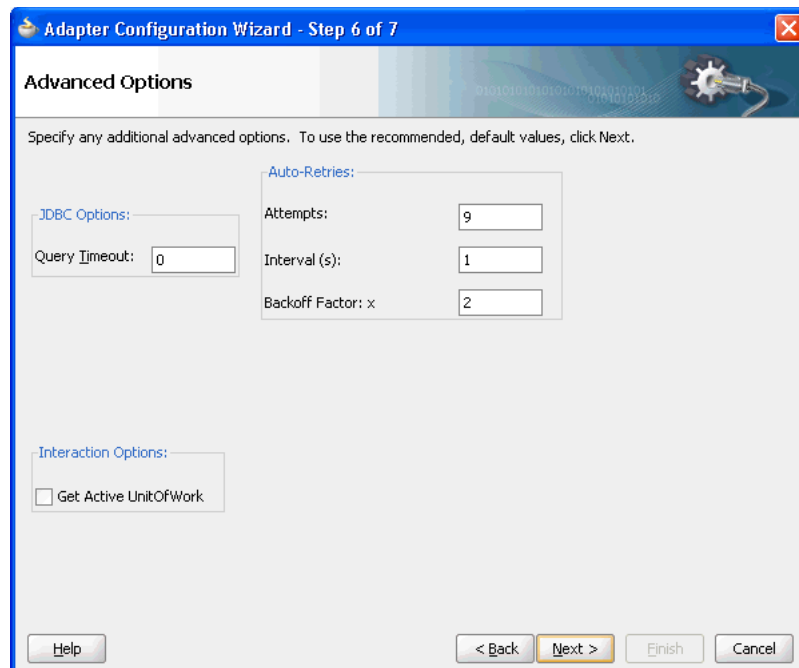 Adapter Configuration Wizard - Step 6 of 7
Advanced Options
Specify any additional advanced options. To use the recommended, default values, click Next.
Auto-Retries:
JDBC Options:
Attempts: 9
Query Timeout: 0
Interval (s): 1
Backoff Factor: x 2
Interaction Options:
Get Active UnitOfWork
Help < Back Next > Finish Cancel